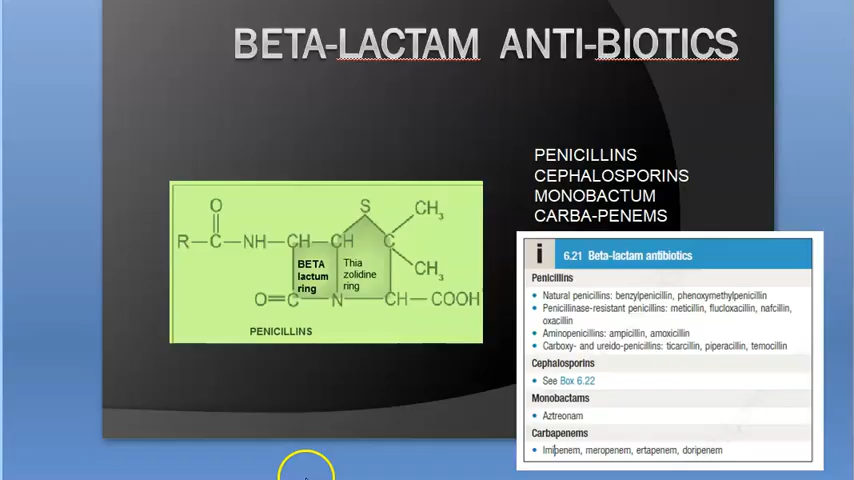 BETA-LACTAM ANTI-BIOTICS
PENICILLINS
CEPHALOSPORINS
MONOBACTUM
CARBA-PENEMS
O
S
CH3
R—C—NH—CH—CH C
CH3
BETA
lactum
ring
Thia
zolidine
ring
O=C—N—CH—COOH
PENICILLINS
i 6.21 Beta-lactam antibiotics
Penicillins
• Natural penicillins: benzylpenicillin, phenoxymethylpenicillin
• Penicillinase-resistant penicillins: meticillin, flucloxacillin, nafcillin,
oxacillin
• Aminopenicillins: ampicillin, amoxicillin
• Carboxy- and ureido-penicillins: ticarcillin, piperacillin, temocillin
Cephalosporins
• See Box 6.22
Monobactams
• Aztreonam
Carbapenems
• Imipenem, meropenem, ertapenem, doripenem